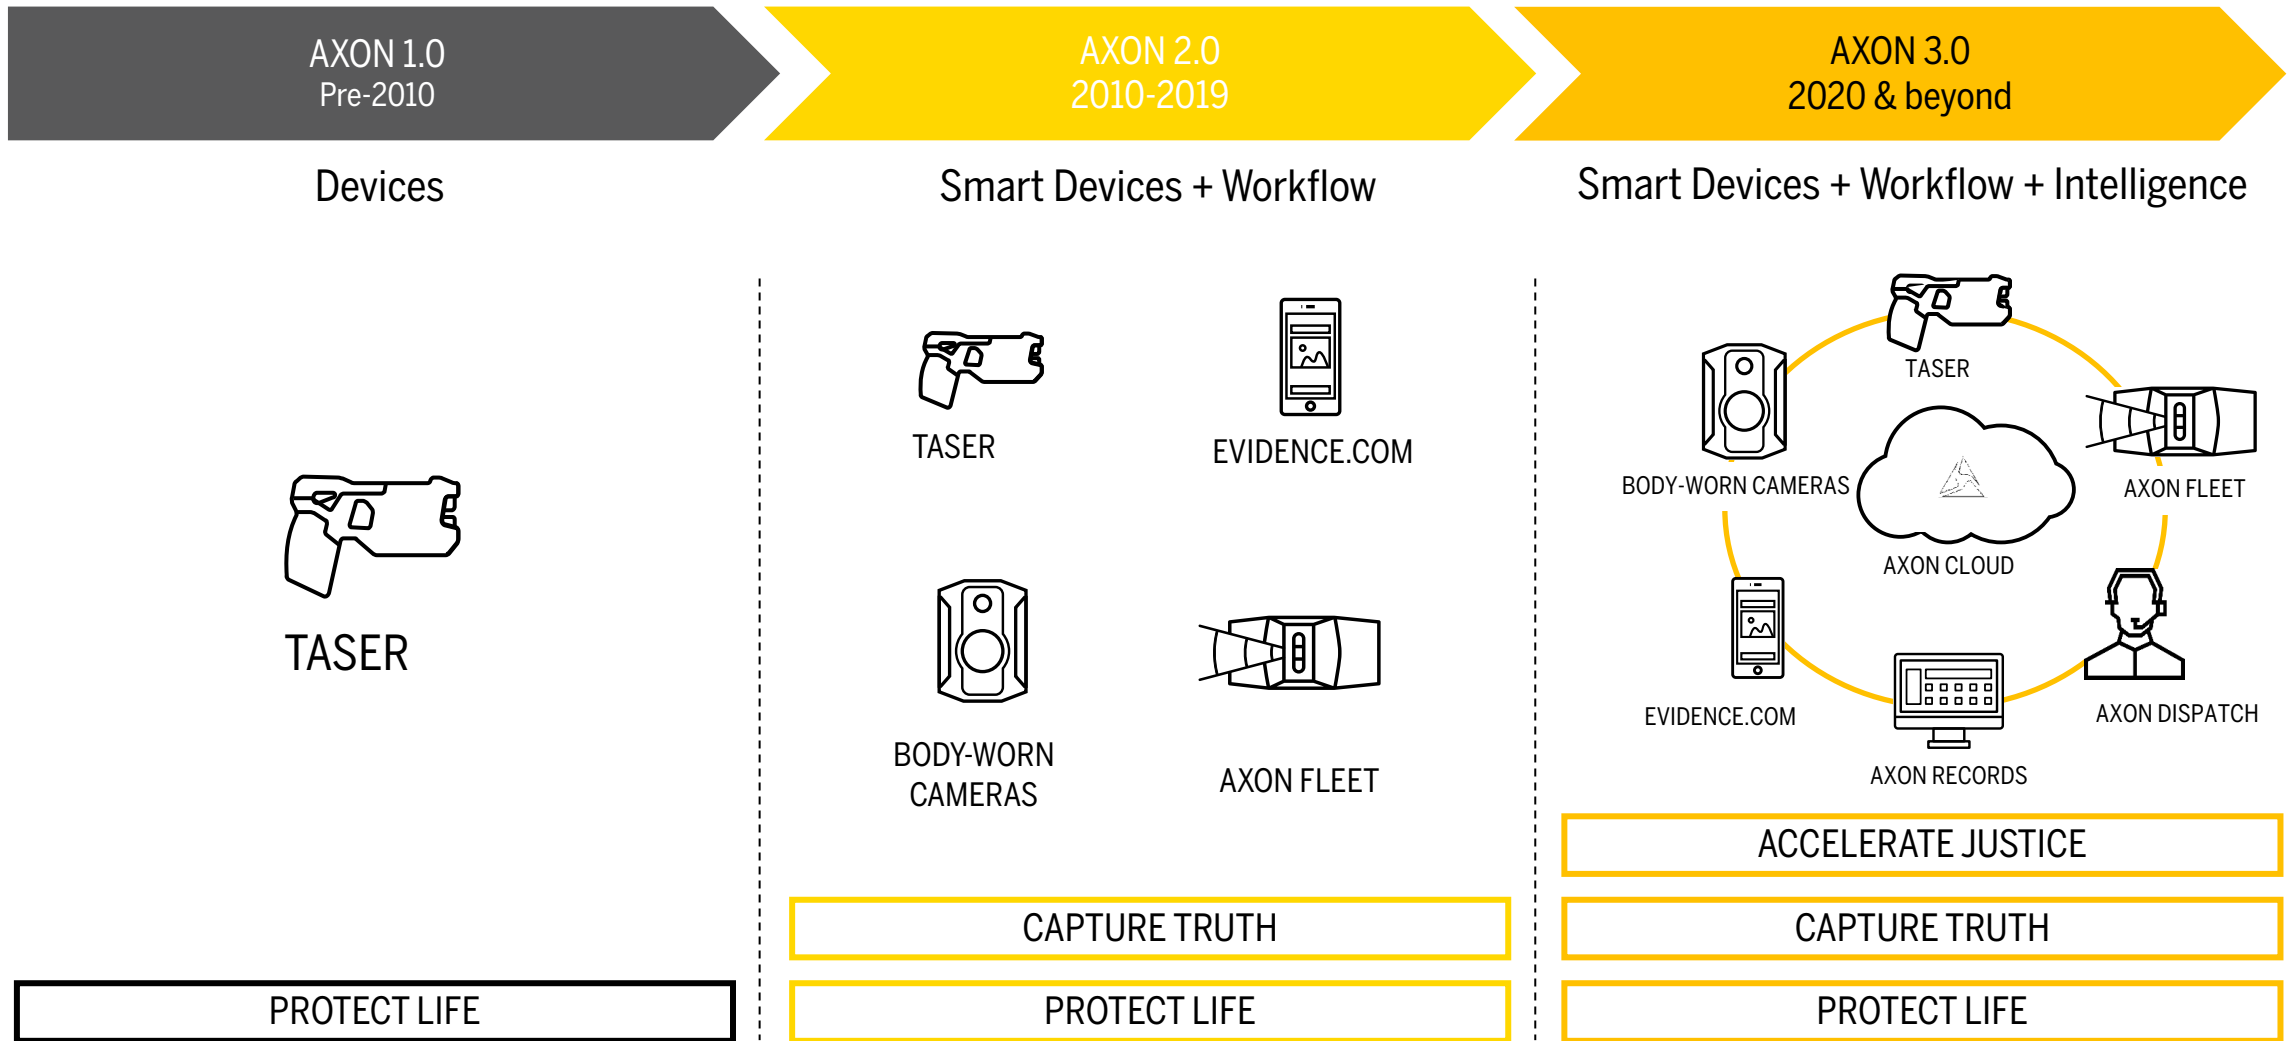 AXON 1.0
Pre-2010
AXON 2.0
2010-2019
AXON 3.0
2020 & beyond
Devices
Smart Devices + Workflow
Smart Devices + Workflow + Intelligence
TASER
PROTECT LIFE
TASER
EVIDENCE.COM
BODY-WORN
CAMERAS
AXON FLEET
CAPTURE TRUTH
PROTECT LIFE
TASER
BODY-WORN CAMERAS
AXON FLEET
AXON CLOUD
EVIDENCE.COM
AXON DISPATCH
AXON RECORDS
ACCELERATE JUSTICE
CAPTURE TRUTH
PROTECT LIFE